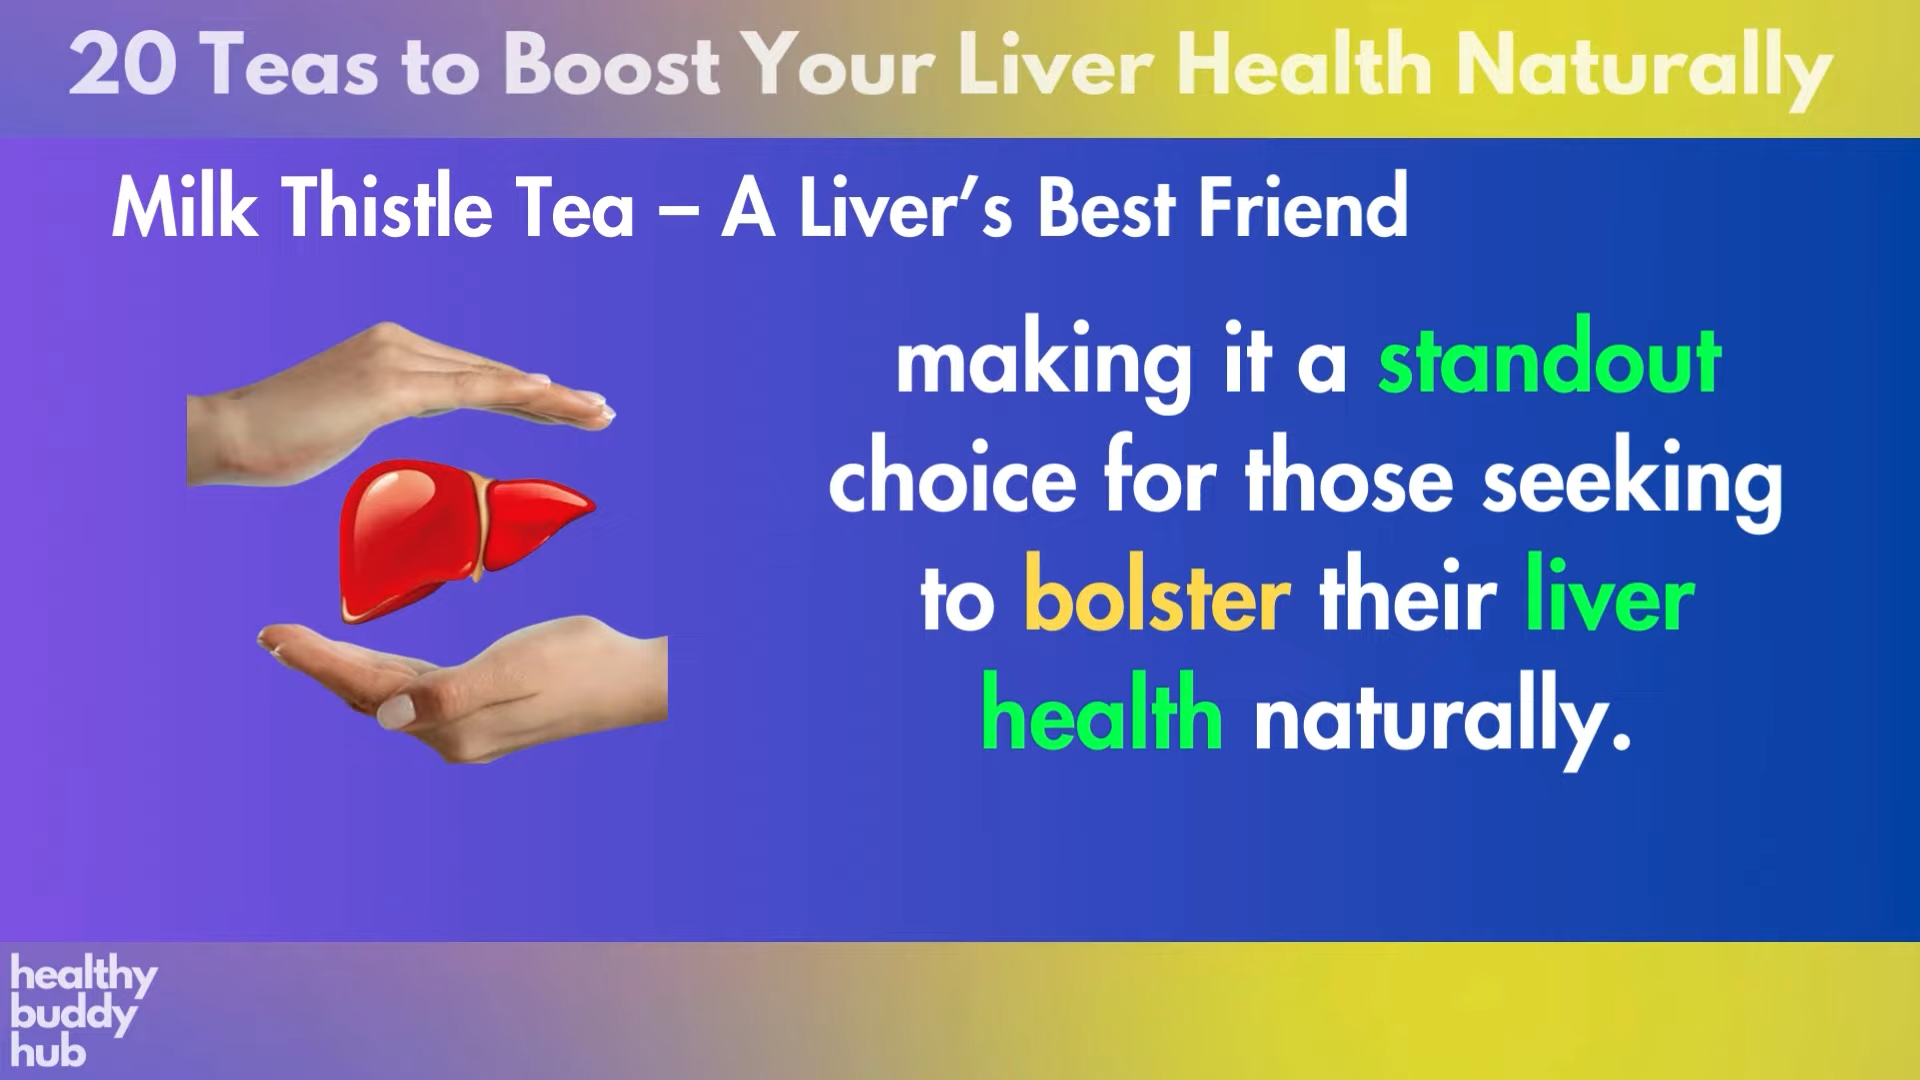 20 Teas to Boost Your Liver Health Naturally
Milk Thistle Tea – A Liver’s Best Friend
making it a standout
choice for those seeking
to bolster their liver
health naturally.
healthy
buddy
hub